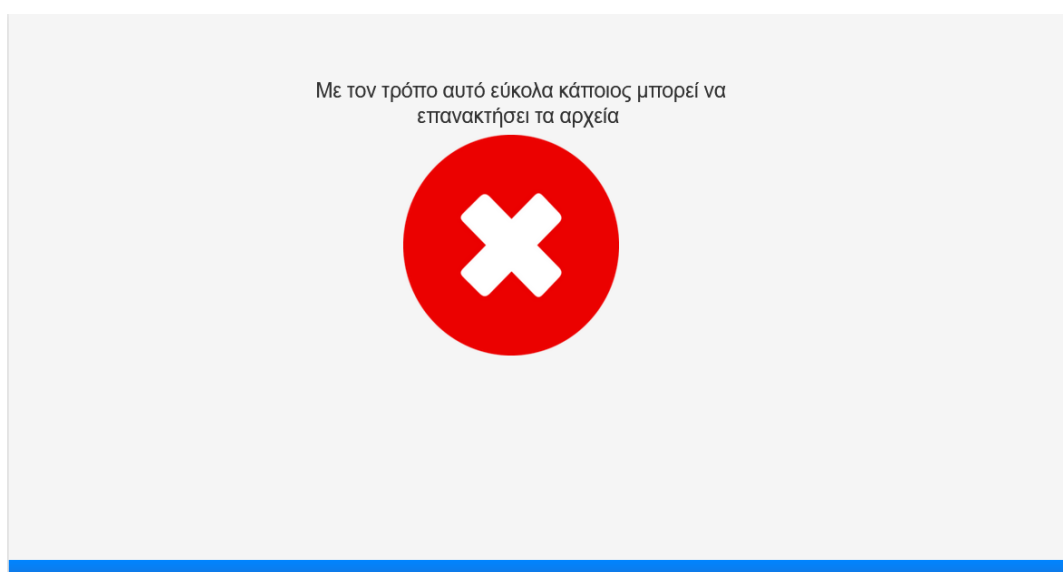 Με τον τρόπο αυτό εύκολα κάποιος μπορεί να
επανακτήσει τα αρχεία